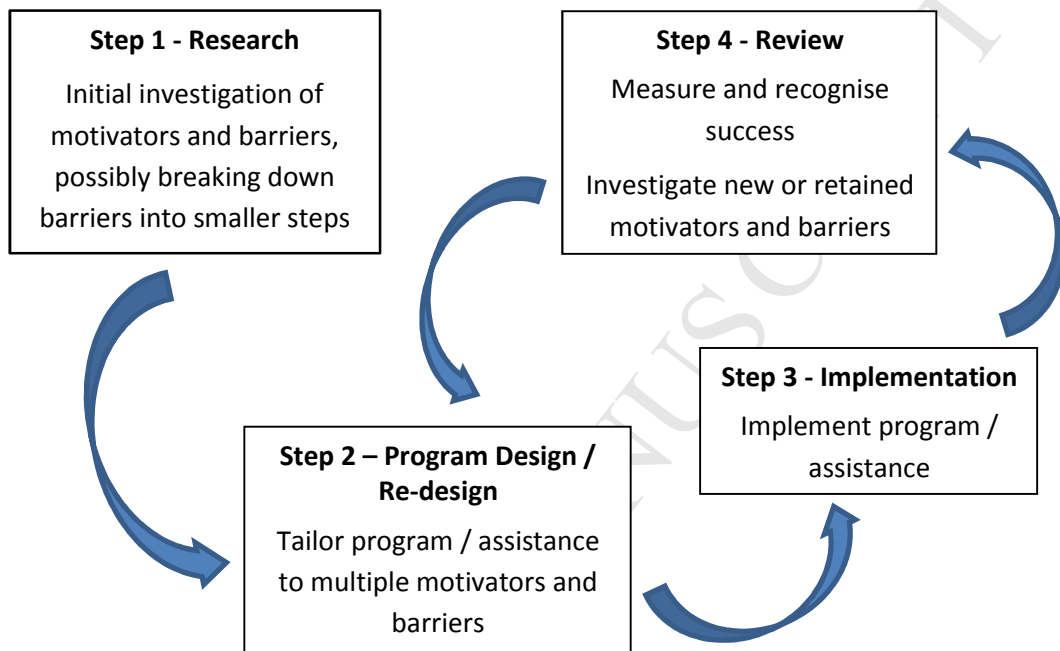 Step 1 - Research
Initial investigation of
motivators and barriers,
possibly breaking down
barriers into smaller steps
Step 4 - Review
Measure and recognise
success
Investigate new or retained
motivators and barriers
Step 2 – Program Design /
Re-design
Tailor program / assistance
to multiple motivators and
barriers
Step 3 - Implementation
Implement program /
assistance